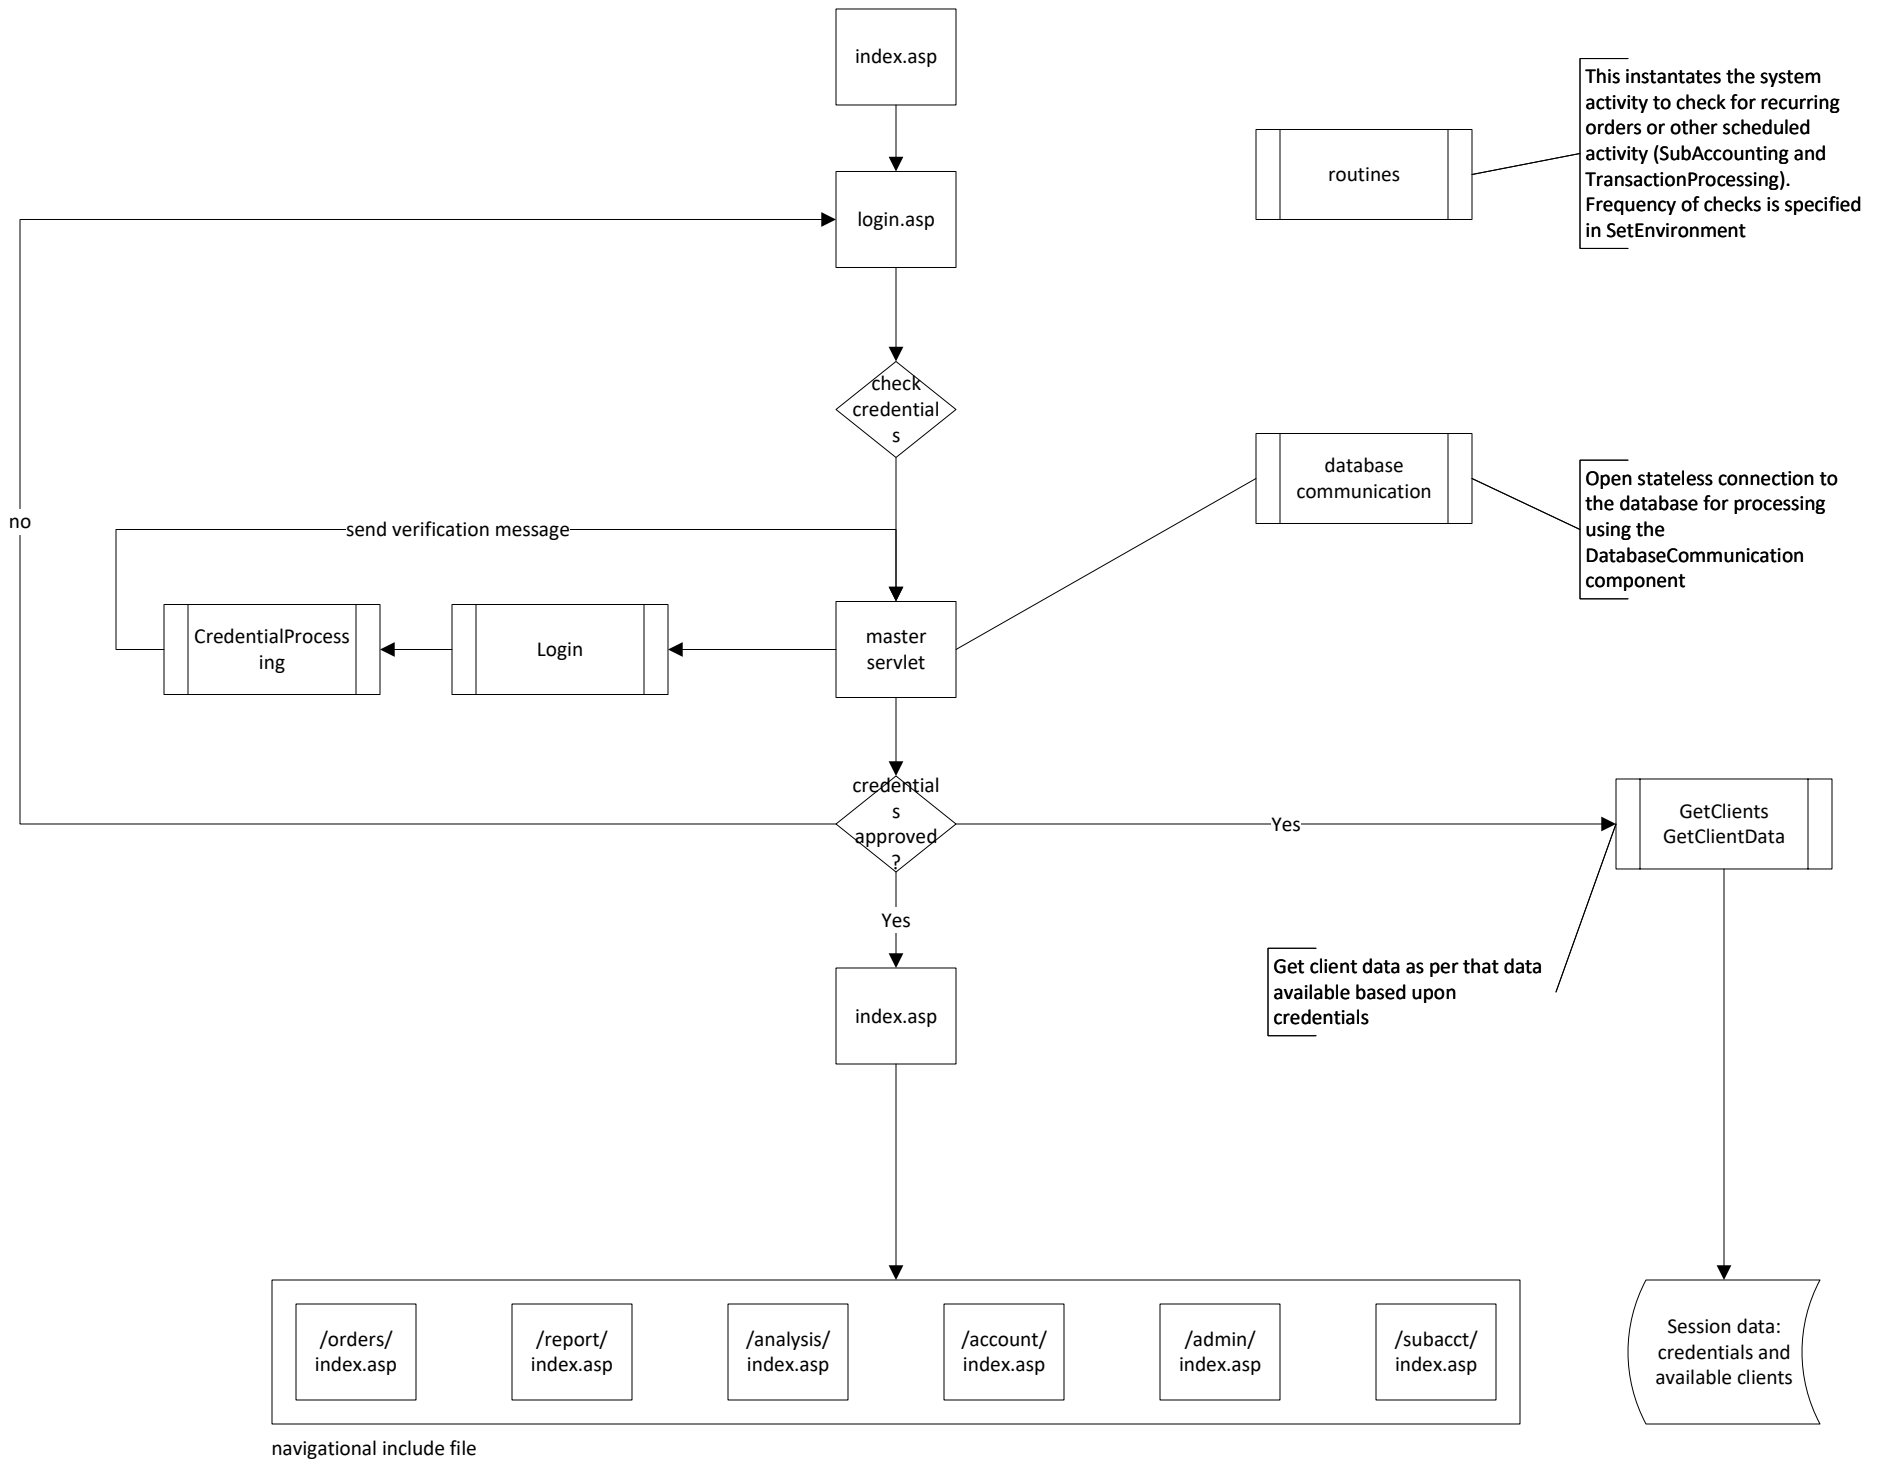 index.asp
This instantates the system
activity to check for recurring
orders or other scheduled
activity (SubAccounting and
TransactionProcessing).
Frequency of checks is specified
in SetEnvironment
routines
login.asp
check
credential
s
database
communication
Open stateless connection to
the database for processing
using the
DatabaseCommunication
component
no
send verification message
CredentialProcess
ing
Login
master
servlet
credential
s
approved
?
Yes
GetClients
GetClientData
Yes
Get client data as per that data
available based upon
credentials
index.asp
/orders/
index.asp
/report/
index.asp
/analysis/
index.asp
/account/
index.asp
/admin/
index.asp
/subacct/
index.asp
Session data:
credentials and
available clients
navigational include file